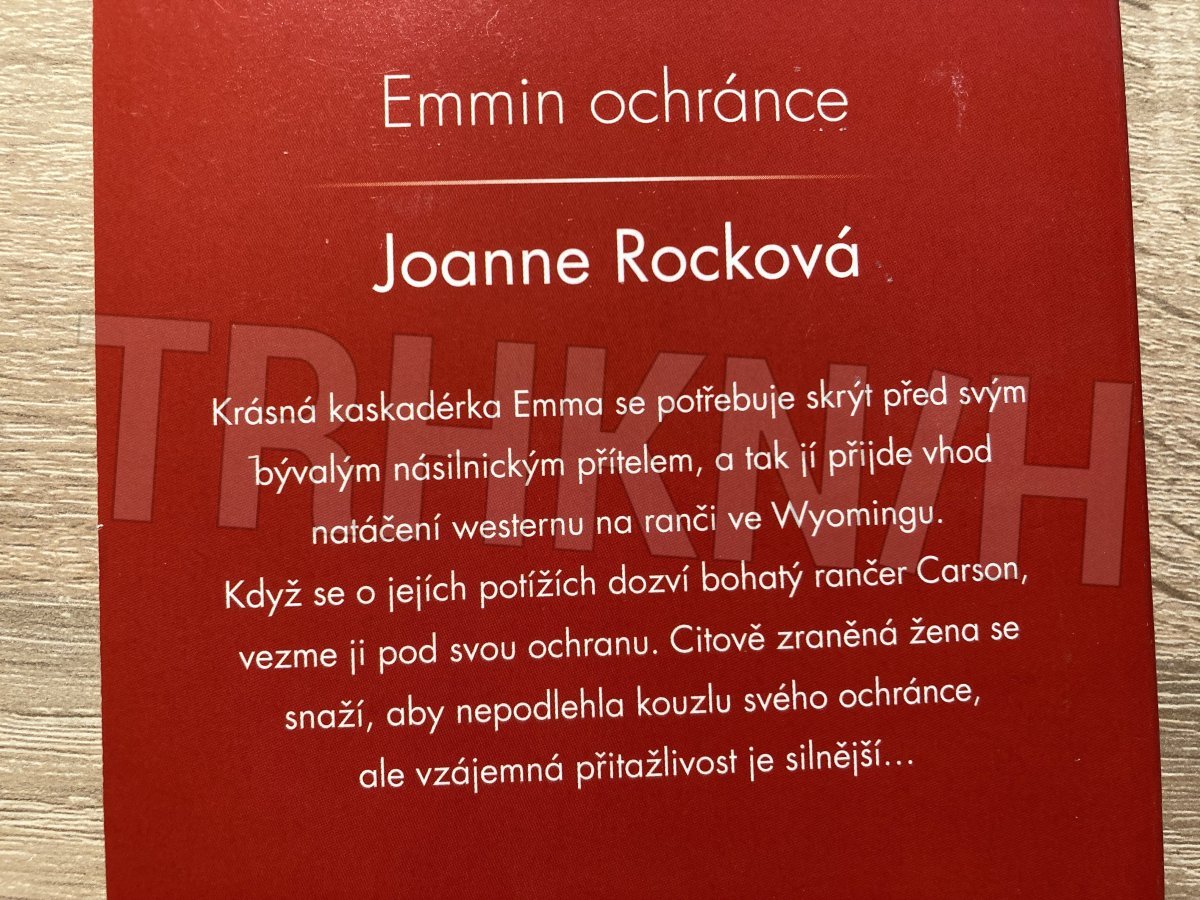 Emmin ochránce
Joanne Rocková
TRHKN/H
Krásná kaskadérka Emma se potřebuje skrýt před svým
bývalým násilnickým přítelem, a tak jí přijde vhod
natáčení westernu na ranči ve Wyomingu.
Když se o jejích potížích dozví bohatý rančer Carson,
vezme ji pod svou ochranu. Citově zraněná žena se
snaží, aby nepodlehla kouzlu svého ochránce,
ale vzájemná přitažlivost je silnější...